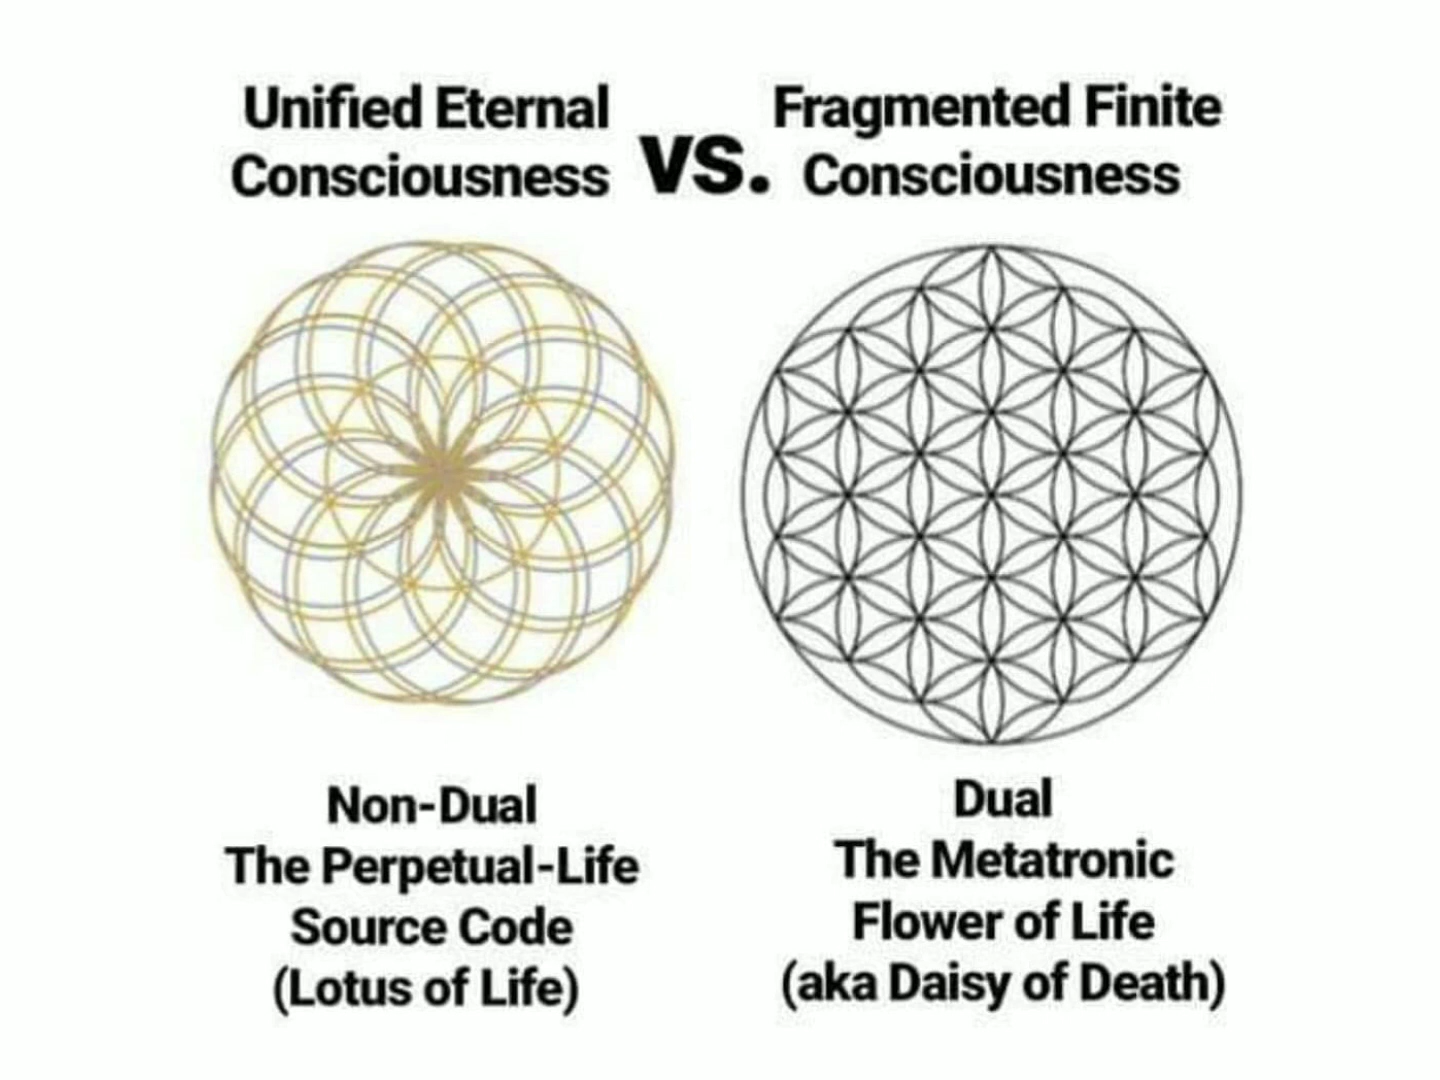 Unified Eternal
Consciousness
vs.
Fragmented Finite
Consciousness
Non-Dual
The Perpetual-Life
Source Code
(Lotus of Life)
Dual
The Metatronic
Flower of Life
(aka Daisy of Death)